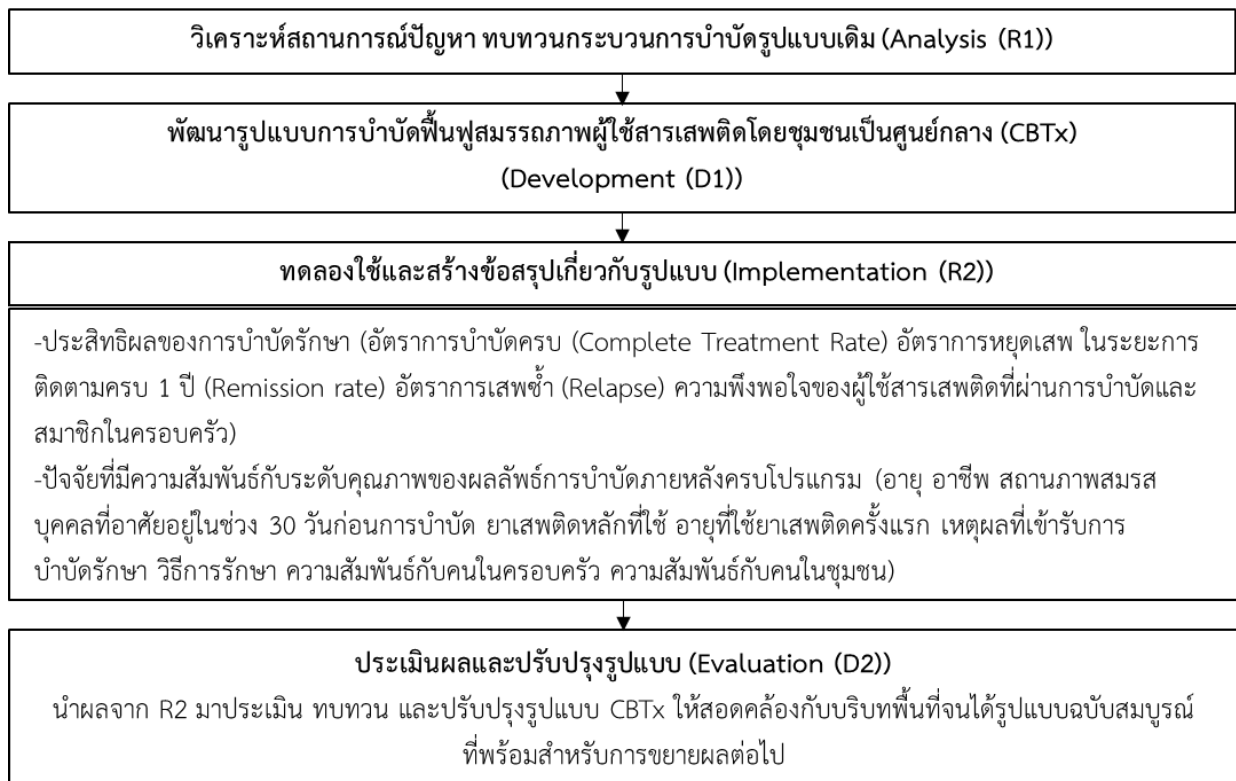 วิเคราะห์สถานการณ์ปัญหา ทบทวนกระบวนการบำบัดรูปแบบเดิม (Analysis (R1))
พัฒนารูปแบบการบำบัดฟื้นฟูสมรรถภาพผู้ใช้สารเสพติดโดยชุมชนเป็นศูนย์กลาง (CBTx)
(Development (D1))
ทดลองใช้และสร้างข้อสรุปเกี่ยวกับรูปแบบ (Implementation (R2))
-ประสิทธิผลของการบำบัดรักษา (อัตราการบำบัดครบ (Complete Treatment Rate) อัตราการหยุดเสพ ในระยะการ
ติดตามครบ 1 ปี (Remission rate) อัตราการเสพซ้ำ (Relapse) ความพึงพอใจของผู้ใช้สารเสพติดที่ผ่านการบำบัดและ
สมาชิกในครอบครัว)
-ปัจจัยที่มีความสัมพันธ์กับระดับคุณภาพของผลลัพธ์การบำบัดภายหลังครบโปรแกรม (อายุ อาชีพ สถานภาพสมรส
บุคคลที่อาศัยอยู่ในช่วง 30 วันก่อนการบำบัด ยาเสพติดหลักที่ใช้ อายุที่ใช้ยาเสพติดครั้งแรก เหตุผลที่เข้ารับการ
บำบัดรักษา วิธีการรักษา ความสัมพันธ์กับคนในครอบครัว ความสัมพันธ์กับคนในชุมชน)
ประเมินผลและปรับปรุงรูปแบบ (Evaluation (D2))
นำผลจาก R2 มาประเมิน ทบทวน และปรับปรุงรูปแบบ CBTx ให้สอดคล้องกับบริบทพื้นที่จนได้รูปแบบฉบับสมบูรณ์
ที่พร้อมสำหรับการขยายผลต่อไป